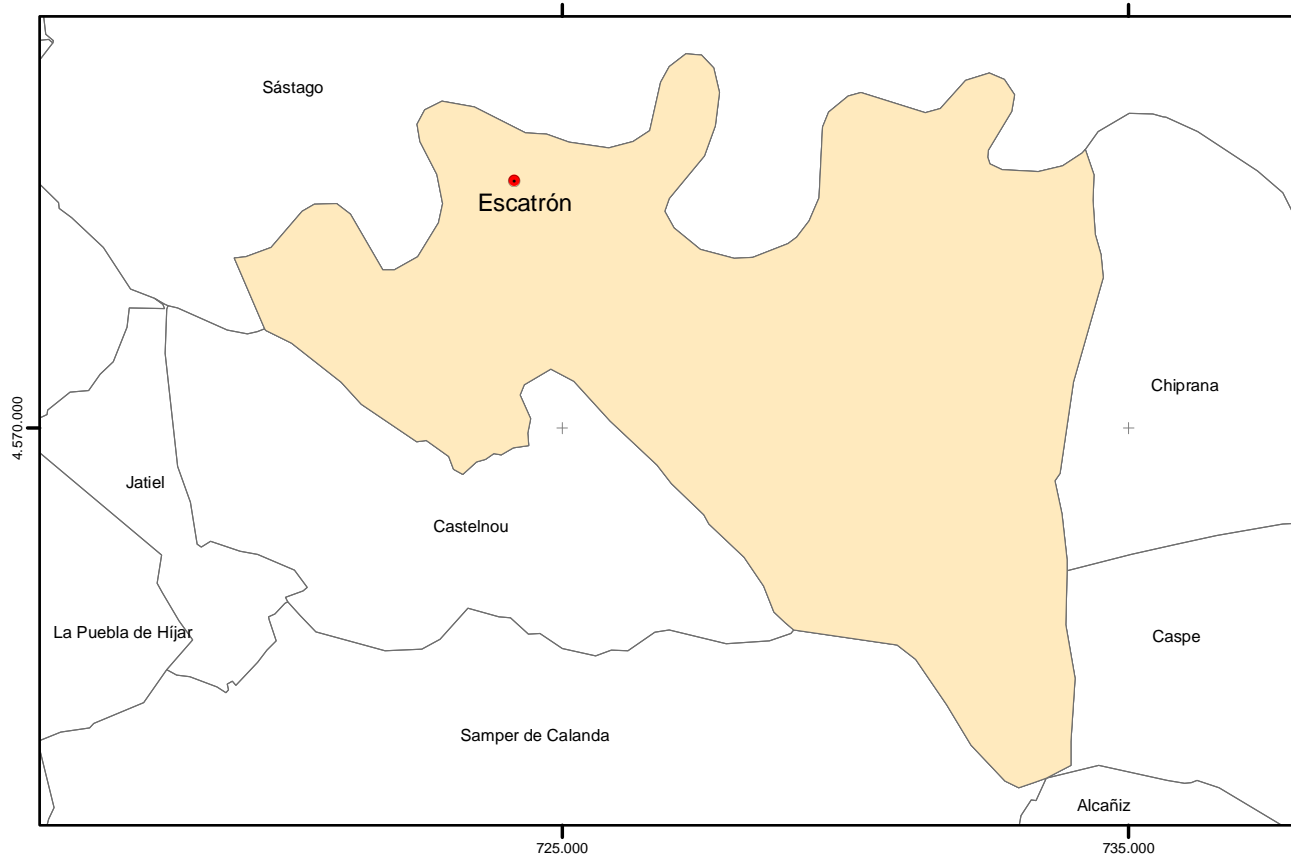 Sástago
Escatrón
Chiprana
4.570.000
Jatiel
Castelnou
La Puebla de Híjar
Caspe
Samper de Calanda
Alcañiz
725.000
735.000